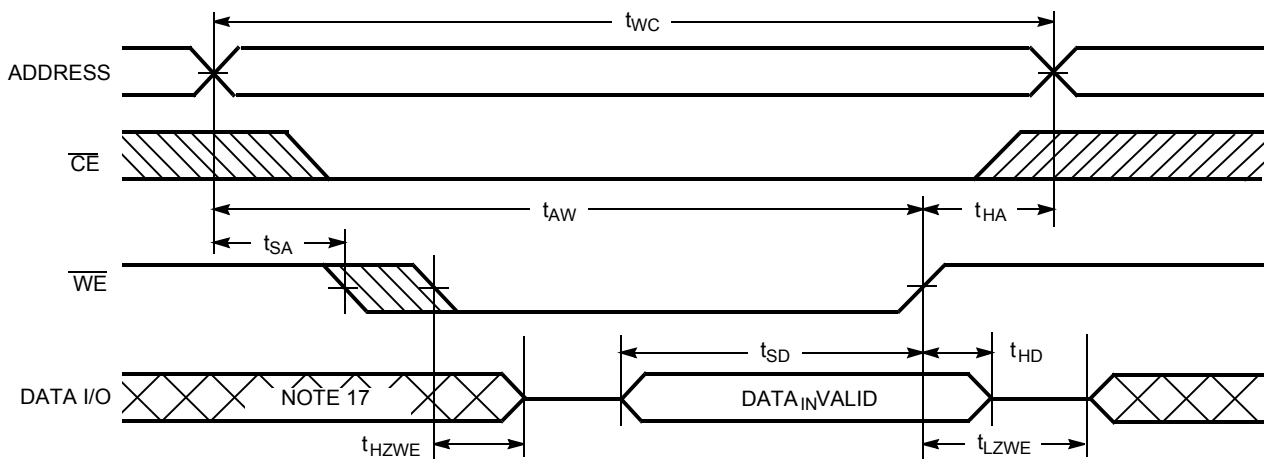 tWC
ADDRESS
CE
tAW
tHA
tSA
WE
tSD
tHD
DATA I/O
NOTE 17
DATAINVALID
tHZWE
tLZWE